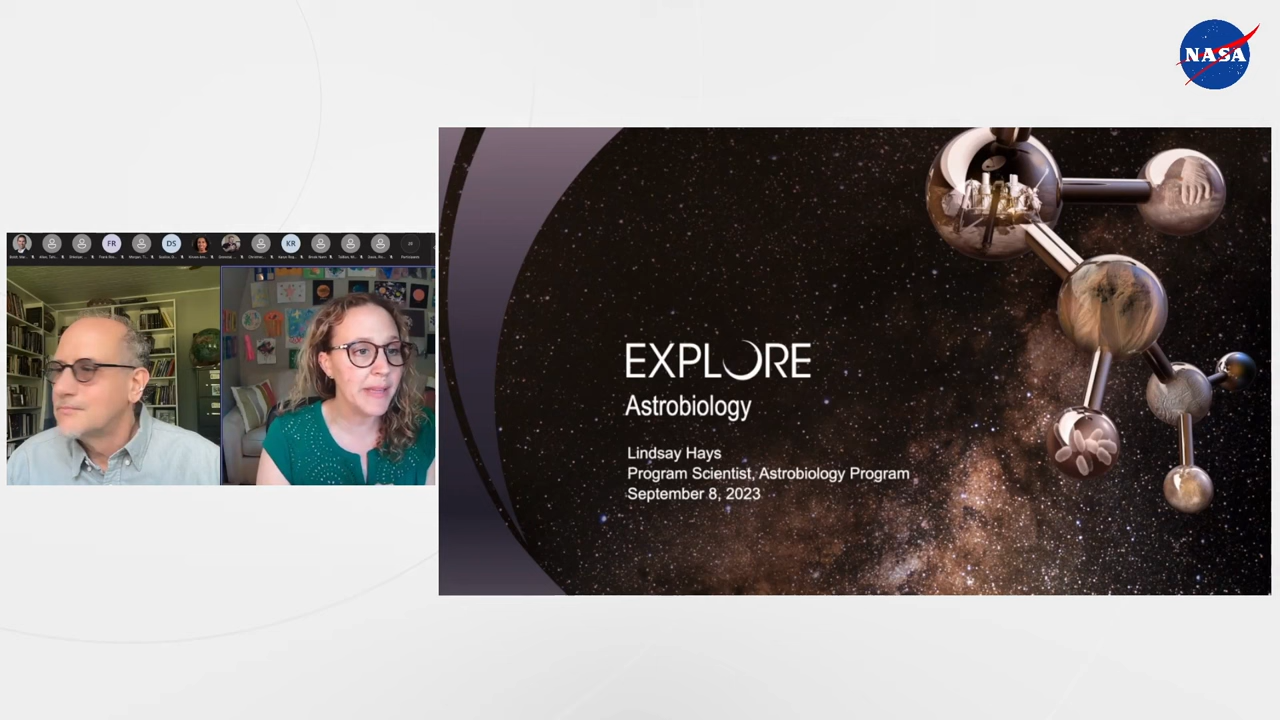 NASA
FR
DS
KR
EXPLORE
Astrobiology
Lindsay Hays
Program Scientist, Astrobiology Program
September 8, 2023